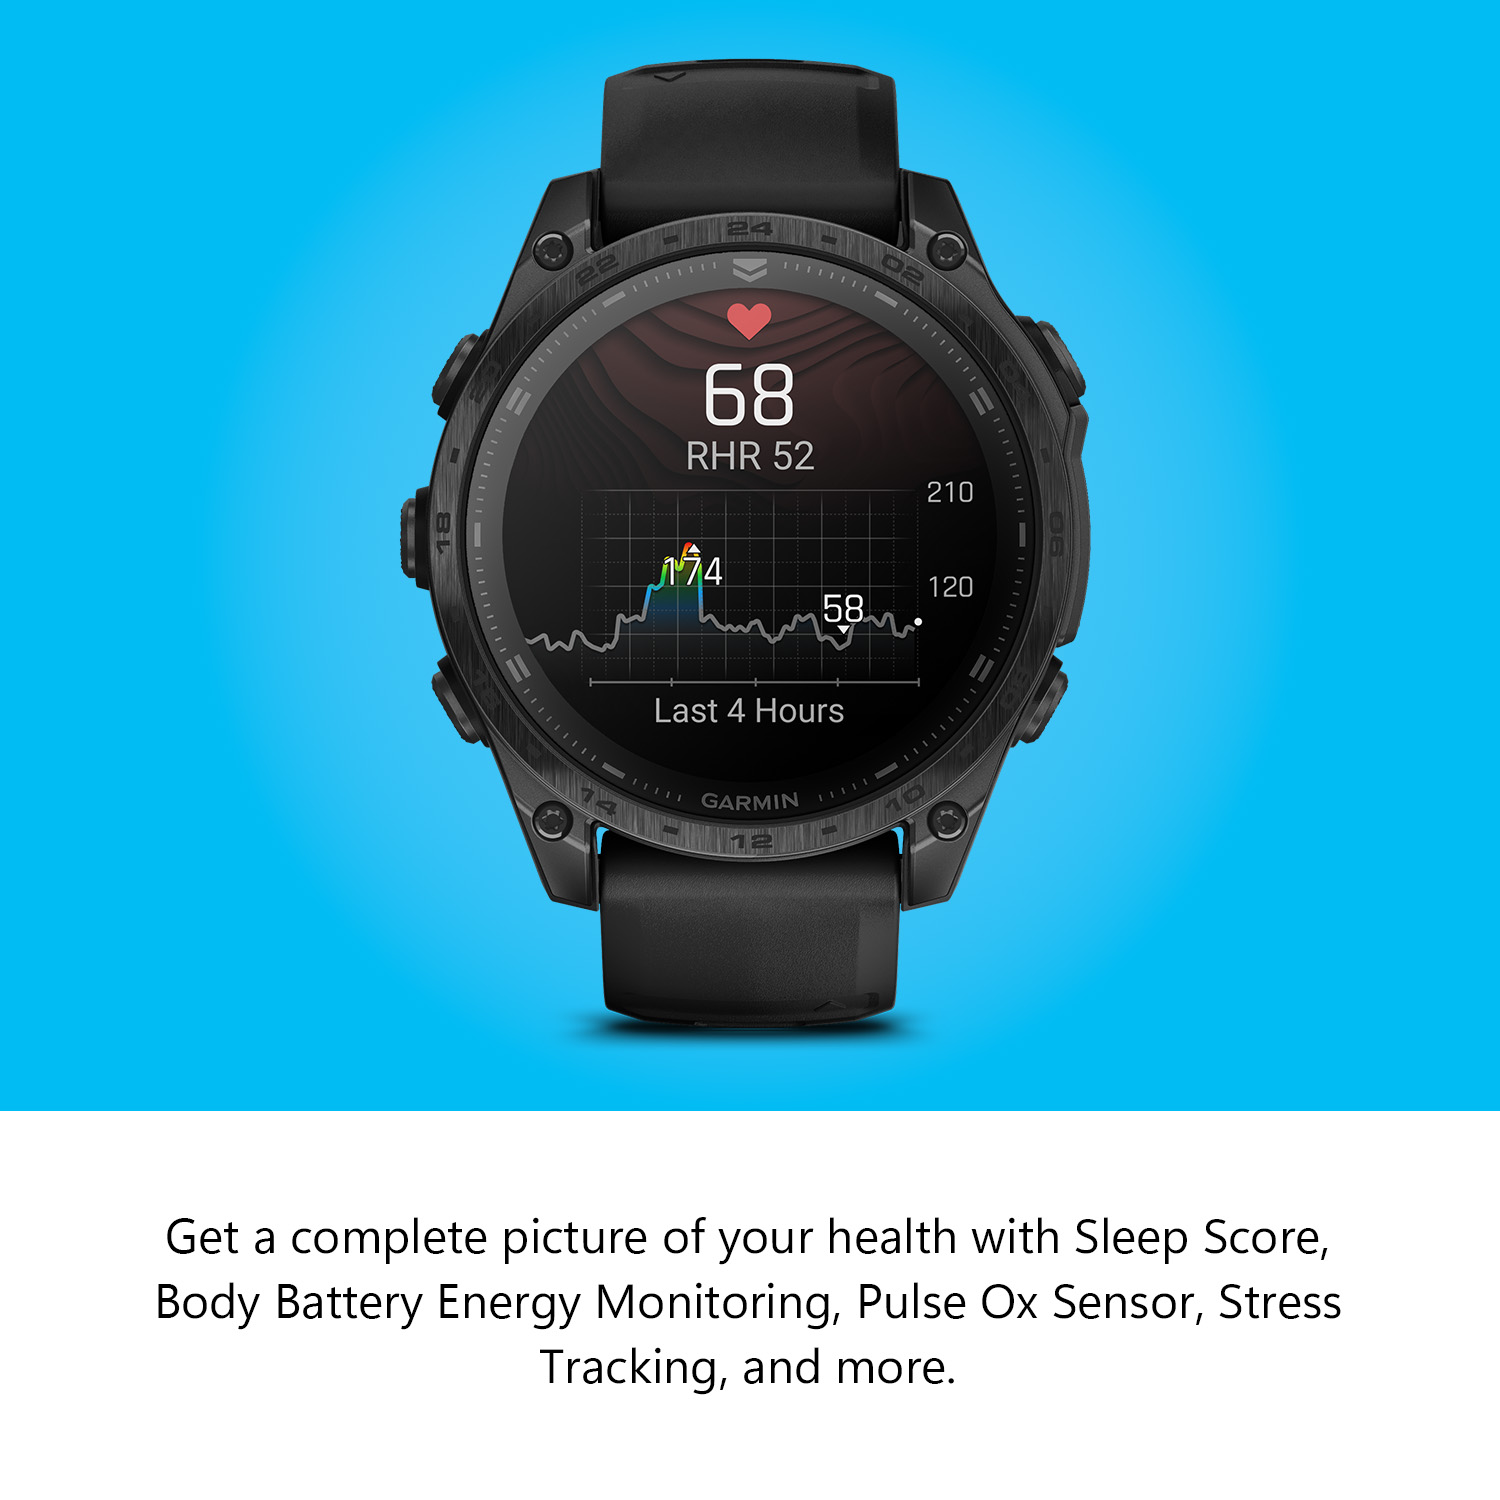 24
22
02
68
RHR 52
210
174
120
58
18
06
Last 4 Hours
GARMIN
14
10
12
Get a complete picture of your health with Sleep Score,
Body Battery Energy Monitoring, Pulse Ox Sensor, Stress
Tracking, and more.